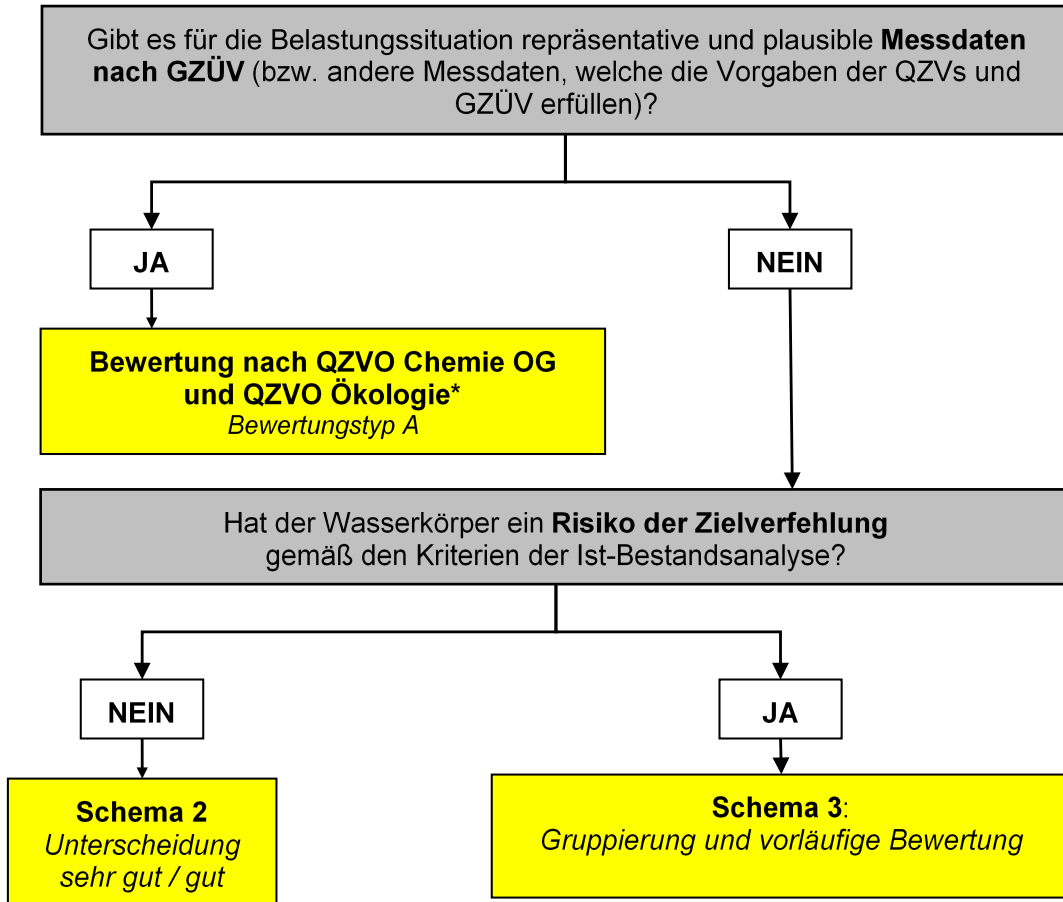 Gibt es für die Belastungssituation repräsentative und plausible Messdaten
nach GZÜV (bzw. andere Messdaten, welche die Vorgaben der QZVs und
GZÜV erfüllen)?
JA
NEIN
Bewertung nach QZVO Chemie OG
und QZVO Ökologie*
Bewertungstyp A
Hat der Wasserkörper ein Risiko der Zielverfehlung
gemäß den Kriterien der Ist-Bestandsanalyse?
NEIN
JA
Schema 2
Unterscheidung
sehr gut / gut
Schema 3:
Gruppierung und vorläufige Bewertung